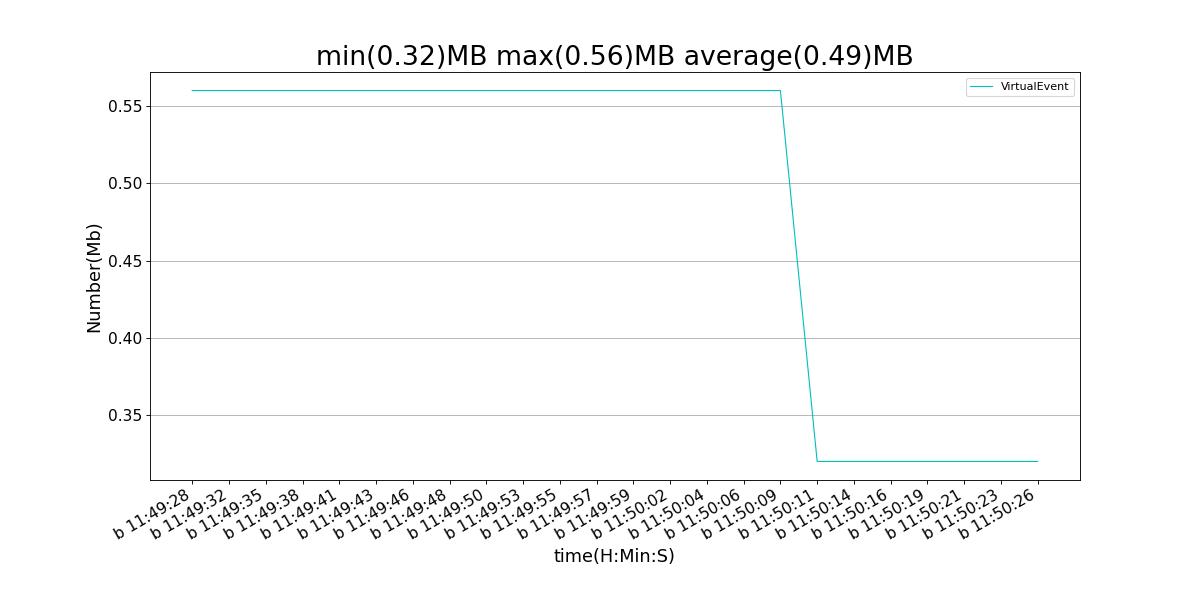 min(0.32)MB max(0.56)MB average(0.49)MB
VirtualEvent
0.55
0.50
0.45
0.40
0.35
Number(Mb)
b 11:49:28
b 11:49:32
b 11:49:35
b 11:49:38
b 11:49:41
b 11:49:43
b 11:49:46
b 11:49:48
b 11:49:50
b 11:49:53
b 11:49:55
b 11:49:57
b 11:49:59
b 11:50:02
b 11:50:04
b 11:50:06
b 11:50:09
b 11:50:11
b 11:50:14
b 11:50:16
b 11:50:19
b 11:50:21
b 11:50:23
b 11:50:26
time(H:Min:S)